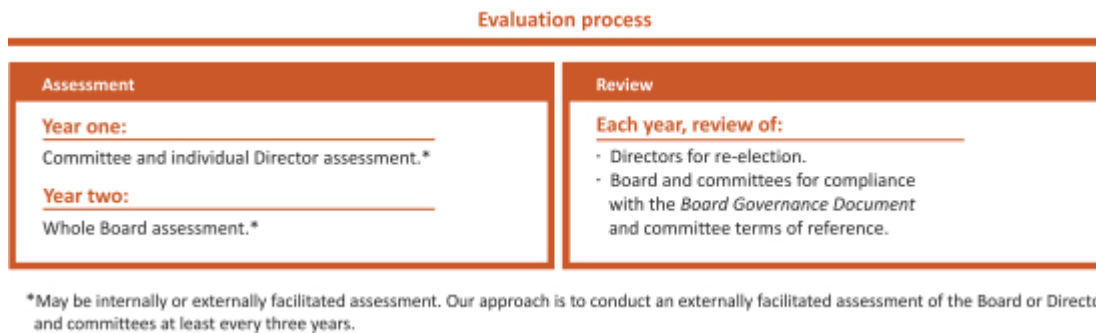 Evaluation process
Assessment
Year one:
Committee and individual Director assessment.*
Year two:
Whole Board assessment.*
Review
Each year, review of:
· Directors for re-election.
· Board and committees for compliance
with the Board Governance Document
and committee terms of reference.
*May be internally or externally facilitated assessment. Our approach is to conduct an externally facilitated assessment of the Board or
and committees at least every three years.